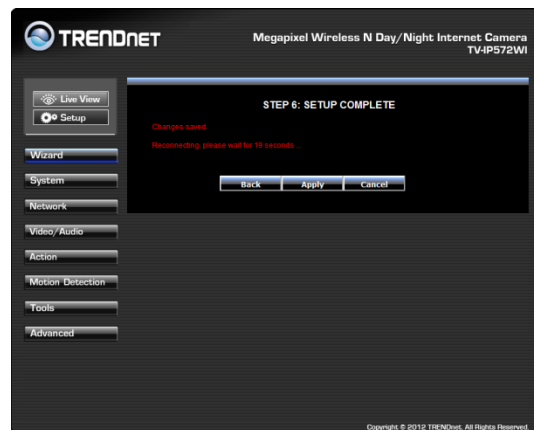 TRENDNET
Megapixel Wireless N Day/Night Internet Camera
TV-IP572WI
Live View
Setup
Wizard
System
Network
Video/Audio
Action
Motion Detection
Tools
Advanced
STEP 6: SETUP COMPLETE
Changes saved.
Reconnecting, please wait for 18 seconds ...
Back Apply Cancel
Copyright © 2012 TRENDnet. All Rights Reserved.